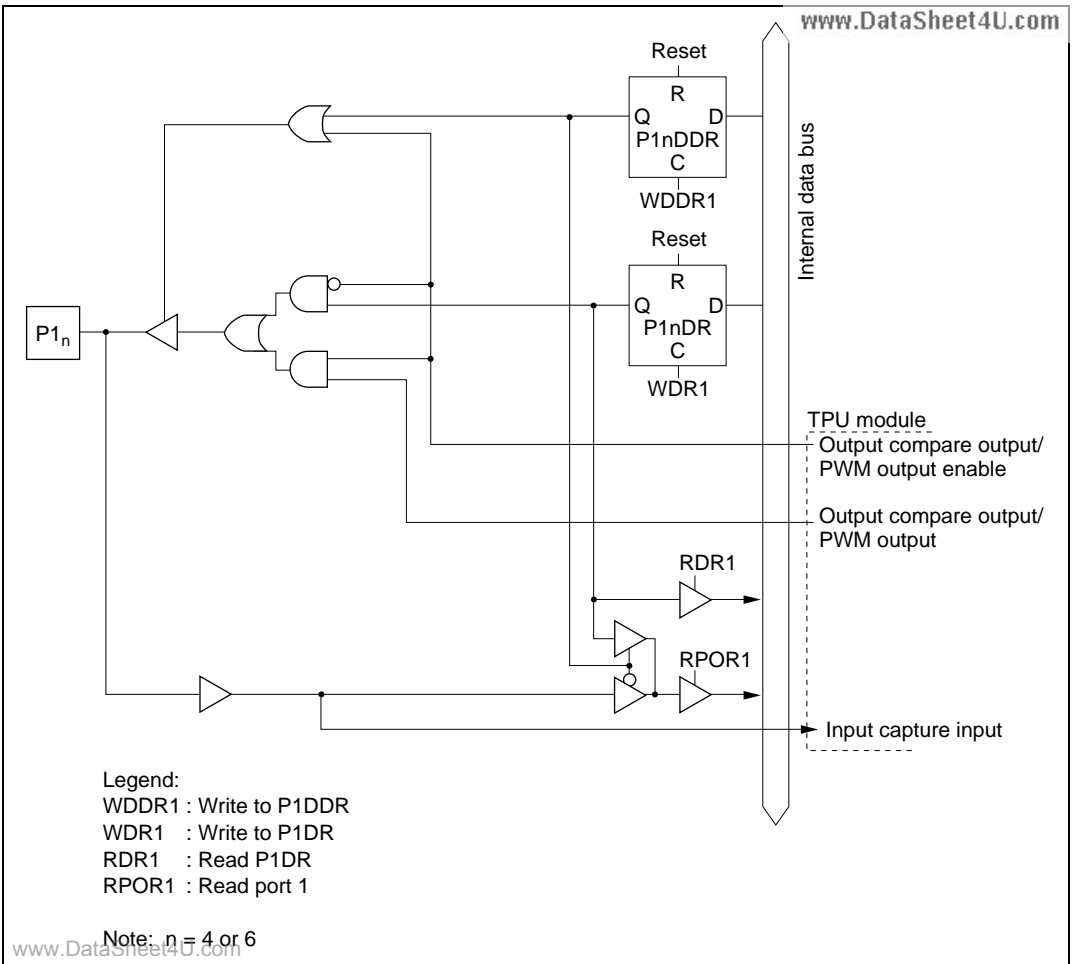 www.DataSheet4U.com
Reset
R
Q D
P1nDDR
C
WDDR1
Internal data bus
Reset
R
Q D
P1nDR
C
WDR1
P1n
TPU module
Output compare output/
PWM output enable
Output compare output/
PWM output
RDR1
RPOR1
Input capture input
Legend:
WDDR1 : Write to P1DDR
WDR1 : Write to P1DR
RDR1 : Read P1DR
RPOR1 : Read port 1
Note: n = 4 or 6
www.DataSheet4U.com